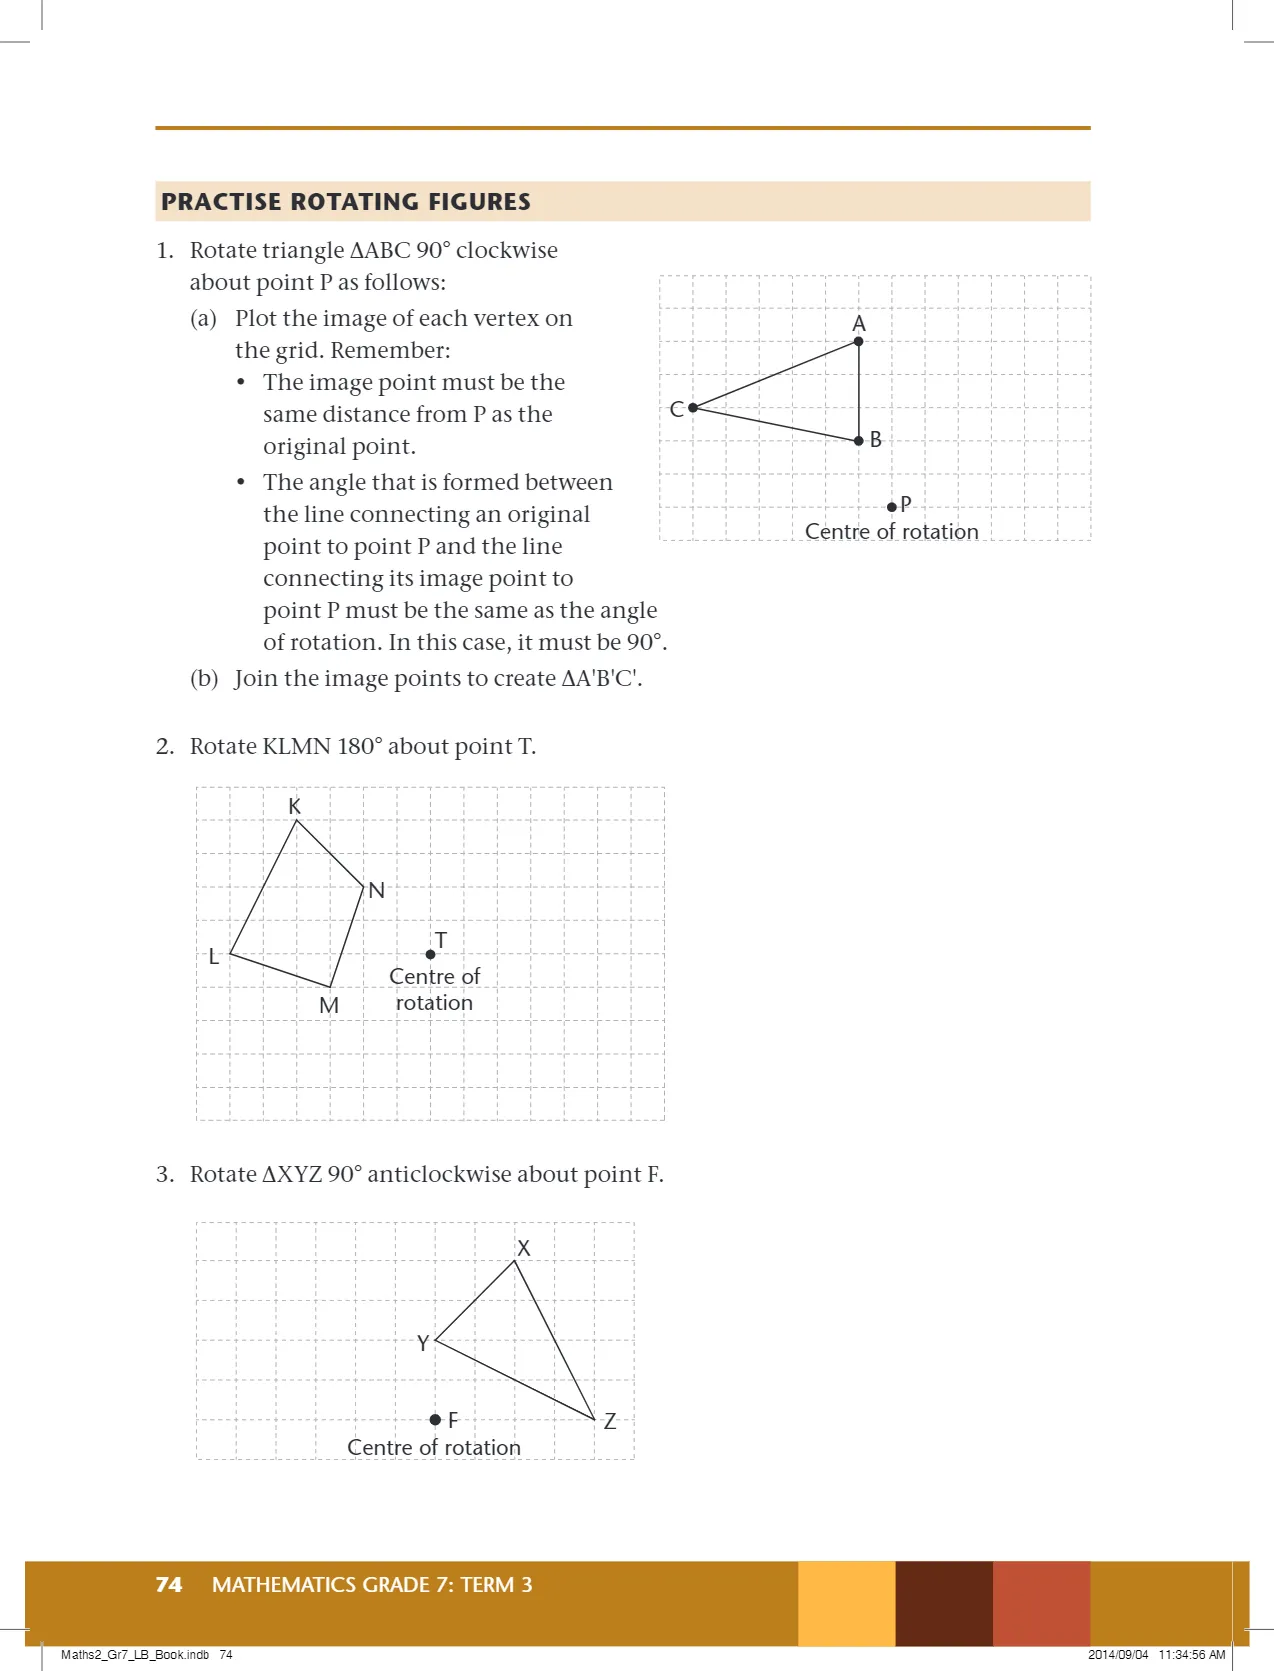 PRACTISE ROTATING FIGURES
1. Rotate triangle ΔABC 90° clockwise
about point P as follows:
(a) Plot the image of each vertex on
the grid. Remember:
• The image point must be the
same distance from P as the
original point.
• The angle that is formed between
the line connecting an original
point to point P and the line
connecting its image point to
point P must be the same as the angle
of rotation. In this case, it must be 90°.
(b) Join the image points to create ΔA'B'C'.
A
C
B
P
Centre of rotation
2. Rotate KLMN 180° about point T.
K
N
T
L
Centre of
rotation
M
3. Rotate ΔXYZ 90° anticlockwise about point F.
X
Y
F
Z
Centre of rotation
74 MATHEMATICS GRADE 7: TERM 3
Maths2_Gr7_LB_Book.indb 74
2014/09/04 11:34:56 AM